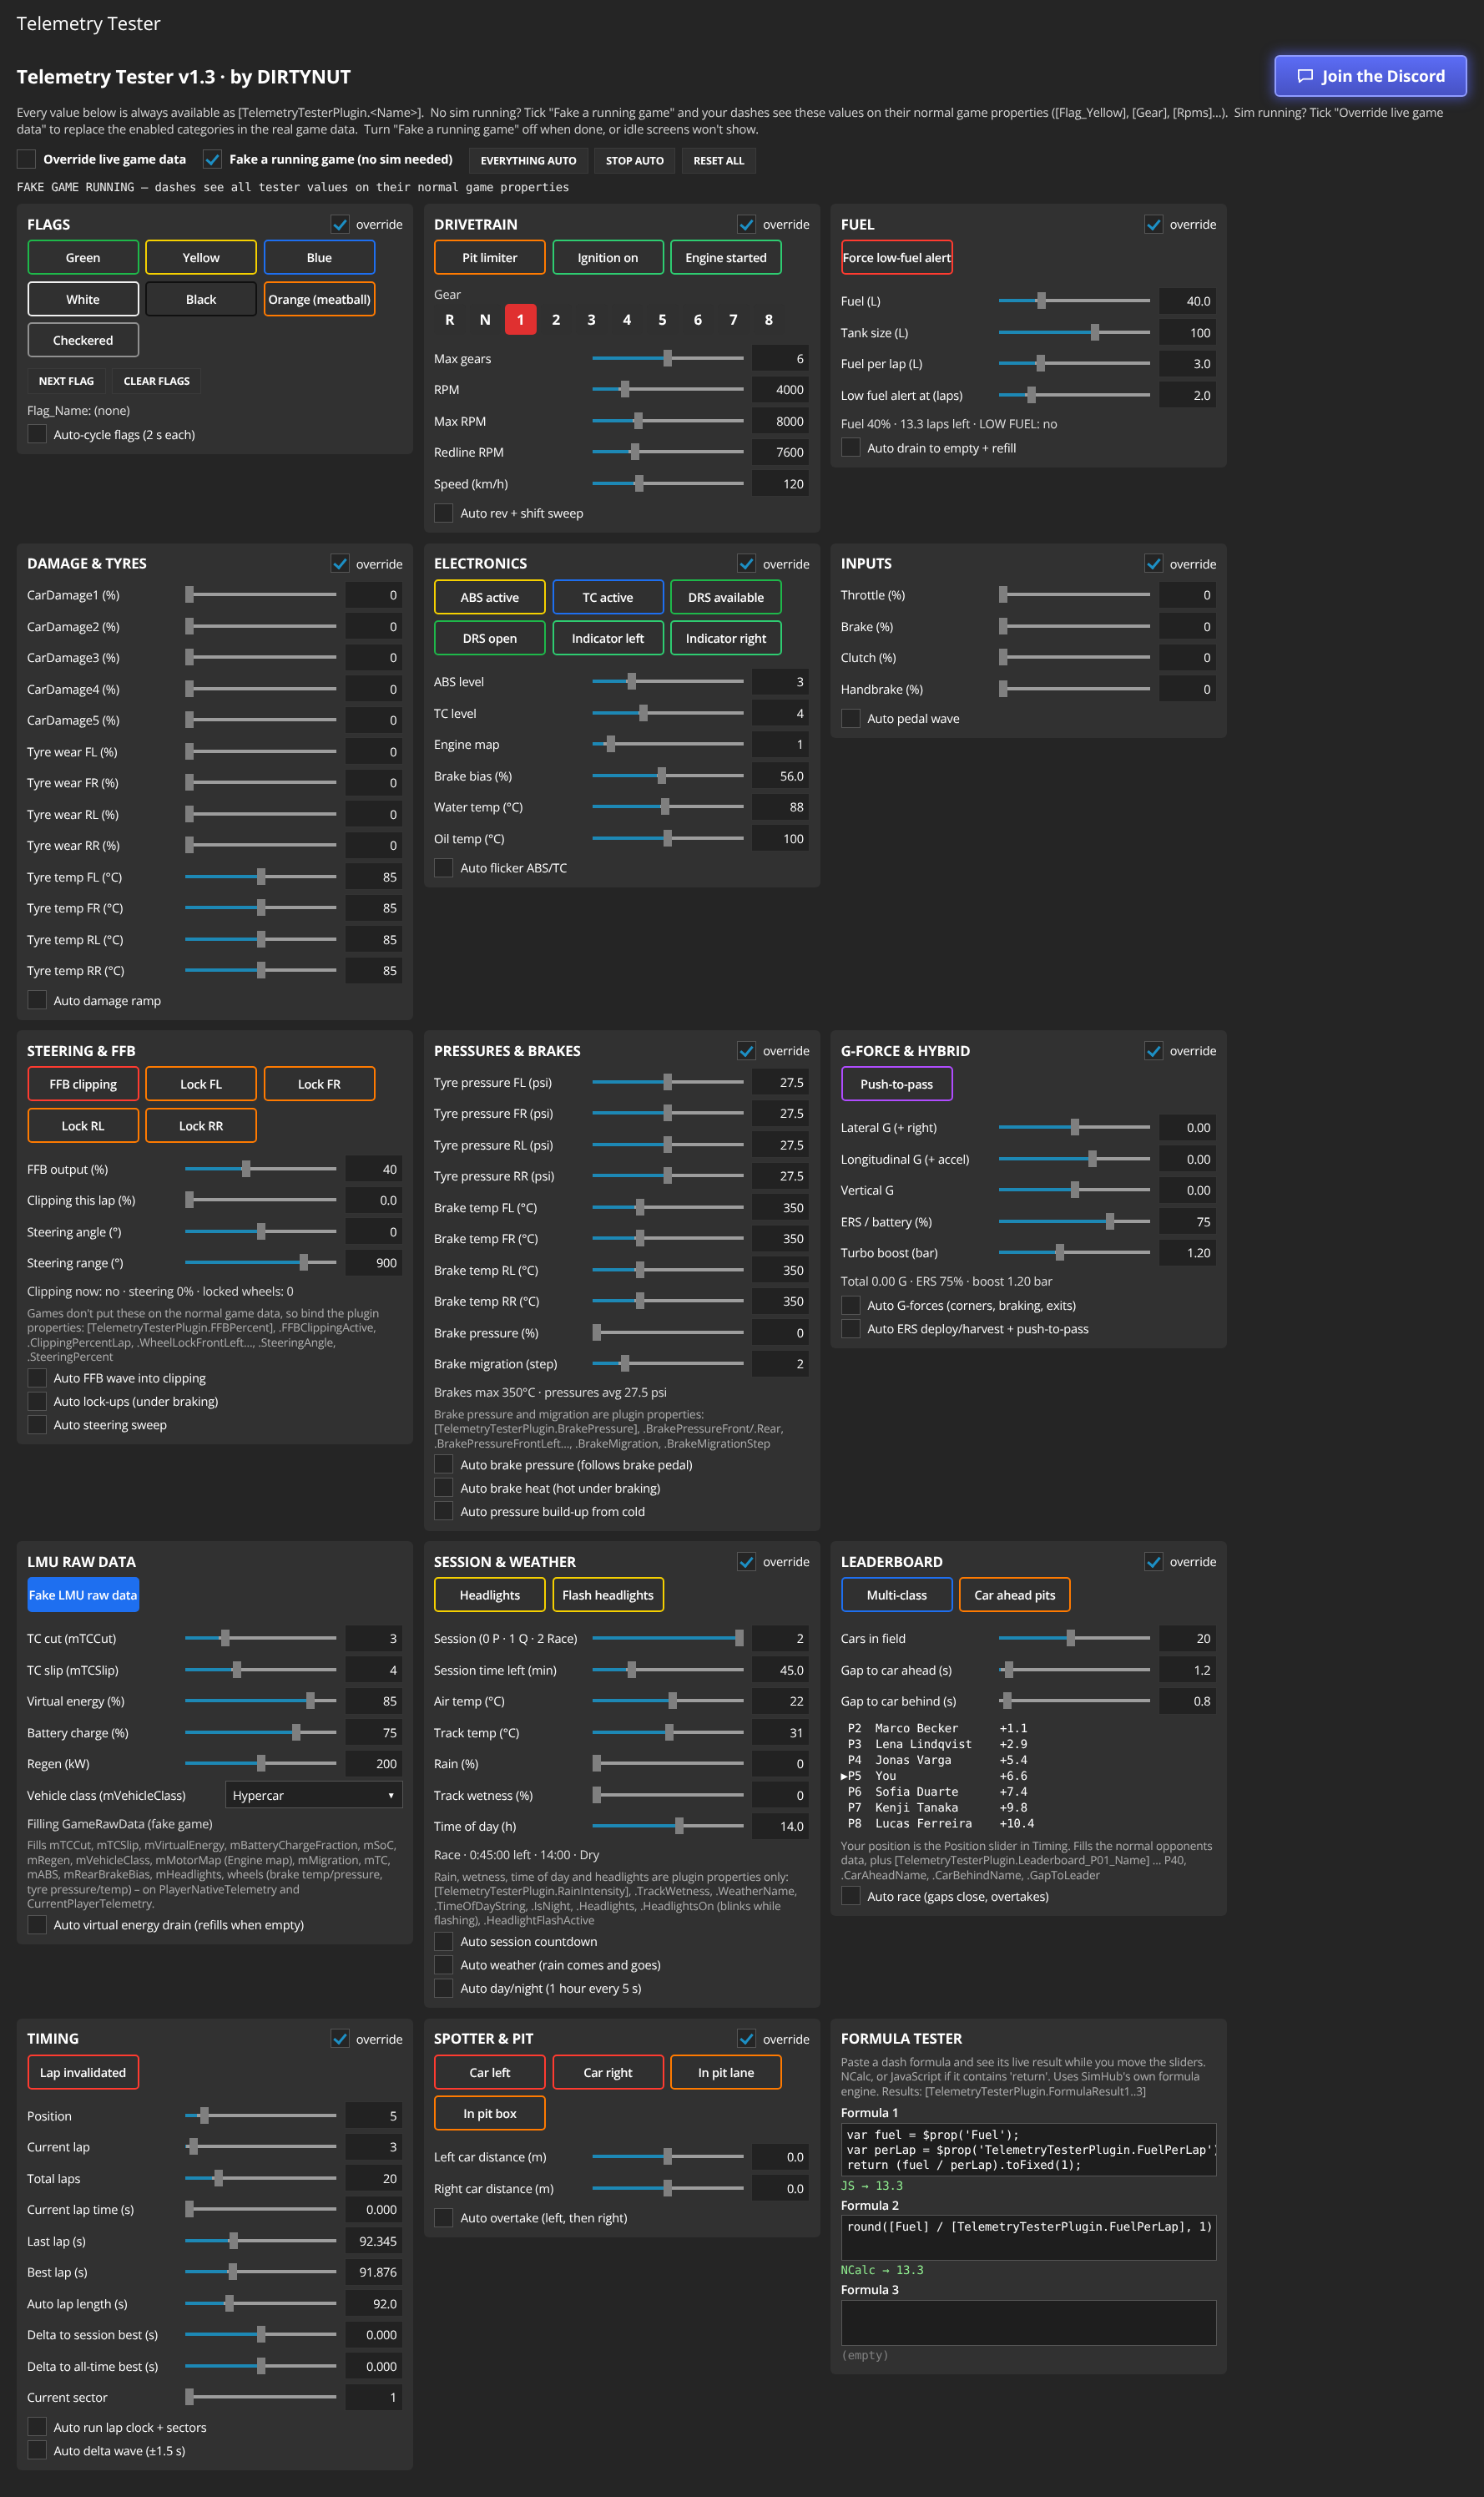 Telemetry Tester
Telemetry Tester v1.3 · by DIRTYNUT
Join the Discord
Every value below is always available as [TelemetryTesterPlugin.<Name>].  No sim running? Tick "Fake a running game" and your dashes see these values on their normal game properties ([Flag_Yellow], [Gear], [Rpms]...).  Sim running? Tick "Override live game
data" to replace the enabled categories in the real game data.  Turn "Fake a running game" off when done, or idle screens won't show.
Override live game data
Fake a running game (no sim needed)
EVERYTHING AUTO
STOP AUTO
RESET ALL
FAKE GAME RUNNING — dashes see all tester values on their normal game properties
FLAGS
override
Green
Yellow
Blue
White
Black
Orange (meatball)
Checkered
NEXT FLAG
CLEAR FLAGS
Flag_Name: (none)
Auto-cycle flags (2 s each)
DRIVETRAIN
override
Pit limiter
Ignition on
Engine started
Gear
R N 1 2 3 4 5 6 7 8
Max gears 6
RPM 4000
Max RPM 8000
Redline RPM 7600
Speed (km/h) 120
Auto rev + shift sweep
FUEL
override
Force low-fuel alert
Fuel (L) 40.0
Tank size (L) 100
Fuel per lap (L) 3.0
Low fuel alert at (laps) 2.0
Fuel 40% · 13.3 laps left · LOW FUEL: no
Auto drain to empty + refill
DAMAGE & TYRES
override
CarDamage1 (%) 0
CarDamage2 (%) 0
CarDamage3 (%) 0
CarDamage4 (%) 0
CarDamage5 (%) 0
Tyre wear FL (%) 0
Tyre wear FR (%) 0
Tyre wear RL (%) 0
Tyre wear RR (%) 0
Tyre temp FL (°C) 85
Tyre temp FR (°C) 85
Tyre temp RL (°C) 85
Tyre temp RR (°C) 85
Auto damage ramp
ELECTRONICS
override
ABS active
TC active
DRS available
DRS open
Indicator left
Indicator right
ABS level 3
TC level 4
Engine map 1
Brake bias (%) 56.0
Water temp (°C) 88
Oil temp (°C) 100
Auto flicker ABS/TC
INPUTS
override
Throttle (%) 0
Brake (%) 0
Clutch (%) 0
Handbrake (%) 0
Auto pedal wave
STEERING & FFB
FFB clipping
Lock FL
Lock FR
Lock RL
Lock RR
FFB output (%) 40
Clipping this lap (%) 0.0
Steering angle (°) 0
Steering range (°) 900
Clipping now: no · steering 0% · locked wheels: 0
Games don't put these on the normal game data, so bind the plugin
properties: [TelemetryTesterPlugin.FFBPercent], .FFBClippingActive,
.ClippingPercentLap, .WheelLockFrontLeft..., .SteeringAngle,
.SteeringPercent
Auto FFB wave into clipping
Auto lock-ups (under braking)
Auto steering sweep
PRESSURES & BRAKES
override
Tyre pressure FL (psi) 27.5
Tyre pressure FR (psi) 27.5
Tyre pressure RL (psi) 27.5
Tyre pressure RR (psi) 27.5
Brake temp FL (°C) 350
Brake temp FR (°C) 350
Brake temp RL (°C) 350
Brake temp RR (°C) 350
Brake pressure (%) 0
Brake migration (step) 2
Brakes max 350°C · pressures avg 27.5 psi
Brake pressure and migration are plugin properties:
[TelemetryTesterPlugin.BrakePressure], .BrakePressureFront/.Rear,
.BrakePressureFrontLeft..., .BrakeMigration, .BrakeMigrationStep
Auto brake pressure (follows brake pedal)
Auto brake heat (hot under braking)
Auto pressure build-up from cold
G-FORCE & HYBRID
override
Push-to-pass
Lateral G (+ right) 0.00
Longitudinal G (+ accel) 0.00
Vertical G 0.00
ERS / battery (%) 75
Turbo boost (bar) 1.20
Total 0.00 G · ERS 75% · boost 1.20 bar
Auto G-forces (corners, braking, exits)
Auto ERS deploy/harvest + push-to-pass
LMU RAW DATA
Fake LMU raw data
TC cut (mTCCut) 3
TC slip (mTCSlip) 4
Virtual energy (%) 85
Battery charge (%) 75
Regen (kW) 200
Vehicle class (mVehicleClass) Hypercar
Filling GameRawData (fake game)
Fills mTCCut, mTCSlip, mVirtualEnergy, mBatteryChargeFraction, mSoC,
mRegen, mVehicleClass, mMotorMap (Engine map), mMigration, mTC,
mABS, mRearBrakeBias, mHeadlights, wheels (brake temp/pressure,
tyre pressure/temp) – on PlayerNativeTelemetry and
CurrentPlayerTelemetry.
Auto virtual energy drain (refills when empty)
SESSION & WEATHER
override
Headlights
Flash headlights
Session (0 P · 1 Q · 2 Race) 2
Session time left (min) 45.0
Air temp (°C) 22
Track temp (°C) 31
Rain (%) 0
Track wetness (%) 0
Time of day (h) 14.0
Race · 0:45:00 left · 14:00 · Dry
Rain, wetness, time of day and headlights are plugin properties only:
[TelemetryTesterPlugin.RainIntensity], .TrackWetness, .WeatherName,
.TimeOfDayString, .IsNight, .Headlights, .HeadlightsOn (blinks while
flashing), .HeadlightFlashActive
Auto session countdown
Auto weather (rain comes and goes)
Auto day/night (1 hour every 5 s)
LEADERBOARD
override
Multi-class
Car ahead pits
Cars in field 20
Gap to car ahead (s) 1.2
Gap to car behind (s) 0.8
P2 Marco Becker +1.1
P3 Lena Lindqvist +2.9
P4 Jonas Varga +5.4
▶P5 You +6.6
P6 Sofia Duarte +7.4
P7 Kenji Tanaka +9.8
P8 Lucas Ferreira +10.4
Your position is the Position slider in Timing. Fills the normal opponents
data, plus [TelemetryTesterPlugin.Leaderboard_P01_Name] ... P40,
.CarAheadName, .CarBehindName, .GapToLeader
Auto race (gaps close, overtakes)
TIMING
override
Lap invalidated
Position 5
Current lap 3
Total laps 20
Current lap time (s) 0.000
Last lap (s) 92.345
Best lap (s) 91.876
Auto lap length (s) 92.0
Delta to session best (s) 0.000
Delta to all-time best (s) 0.000
Current sector 1
Auto run lap clock + sectors
Auto delta wave (±1.5 s)
SPOTTER & PIT
override
Car left
Car right
In pit lane
In pit box
Left car distance (m) 0.0
Right car distance (m) 0.0
Auto overtake (left, then right)
FORMULA TESTER
Paste a dash formula and see its live result while you move the sliders.
NCalc, or JavaScript if it contains 'return'. Uses SimHub's own formula
engine. Results: [TelemetryTesterPlugin.FormulaResult1..3]
Formula 1
var fuel = $prop('Fuel');
var perLap = $prop('TelemetryTesterPlugin.FuelPerLap')
return (fuel / perLap).toFixed(1);
JS → 13.3
Formula 2
round([Fuel] / [TelemetryTesterPlugin.FuelPerLap], 1)
NCalc → 13.3
Formula 3
(empty)